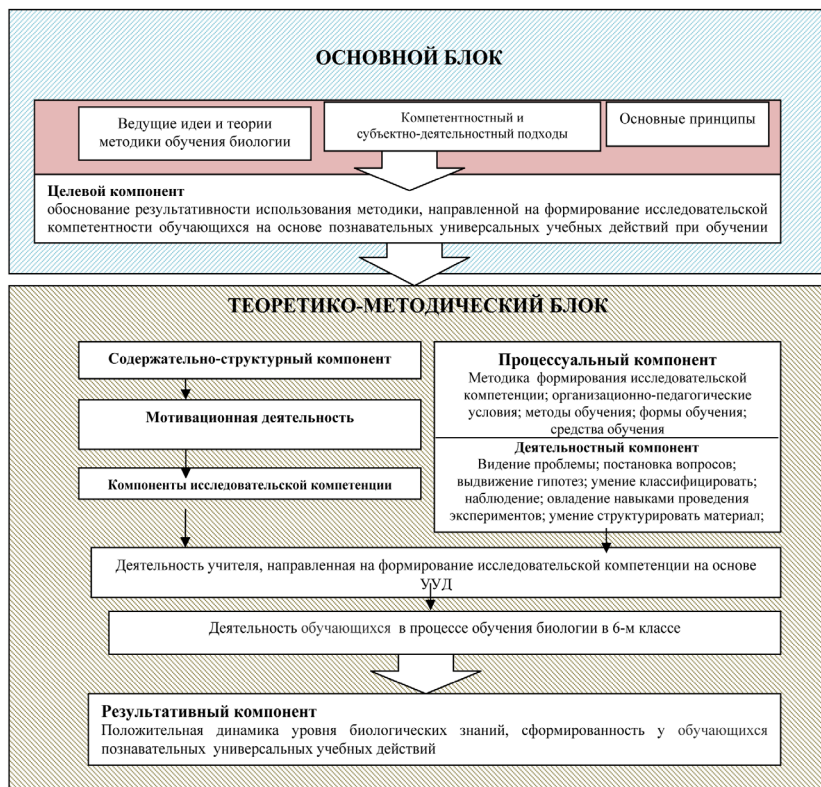 ОСНОВНОЙ БЛОК
Ведущие идеи и теории
методики обучения биологии
Компетентностный и
субъектно-деятельностный подходы
Основные принципы
Целевой компонент
обоснование результативности использования методики, направленной на формирование исследовательской
компетентности обучающихся на основе познавательных универсальных учебных действий при обучении
ТЕОРЕТИКО-МЕТОДИЧЕСКИЙ БЛОК
Содержательно-структурный компонент
Мотивационная деятельность
Компоненты исследовательской компетенции
Процессуальный компонент
Методика формирования исследовательской
компетенции; организационно-педагогические
условия; методы обучения; формы обучения;
средства обучения
Деятельностный компонент
Видение проблемы; постановка вопросов;
выдвижение гипотез; умение классифицировать;
наблюдение; овладение навыками проведения
экспериментов; умение структурировать материал;
Деятельность учителя, направленная на формирование исследовательской компетенции на основе
УУД
Деятельность обучающихся в процессе обучения биологии в 6-м классе
Результативный компонент
Положительная динамика уровня биологических знаний, сформированность у обучающихся
познавательных универсальных учебных действий